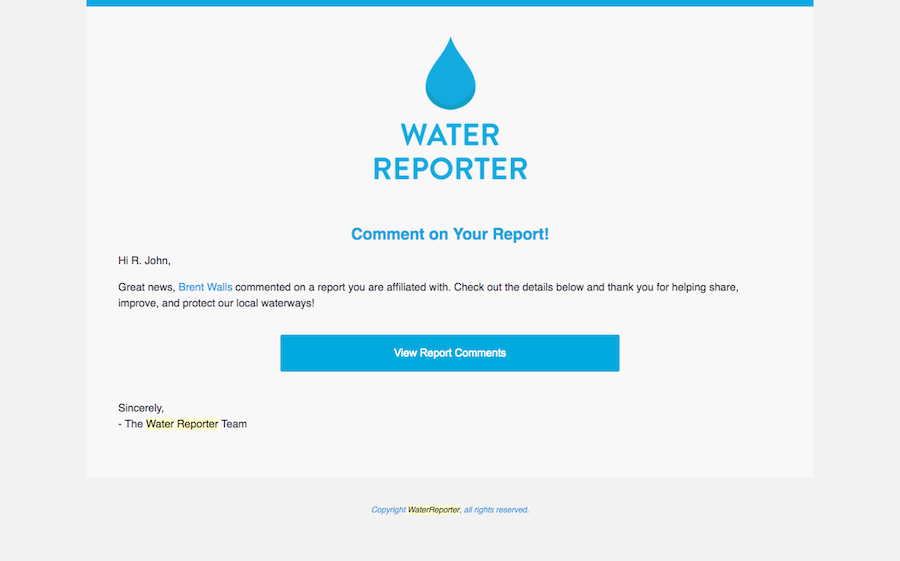 WATER
REPORTER
Comment on Your Report!
Hi R. John,
Great news, Brent Walls commented on a report you are affiliated with. Check out the details below and thank you for helping share,
improve, and protect our local waterways!
View Report Comments
Sincerely,
- The Water Reporter Team
Copyright WaterReporter, all rights reserved.